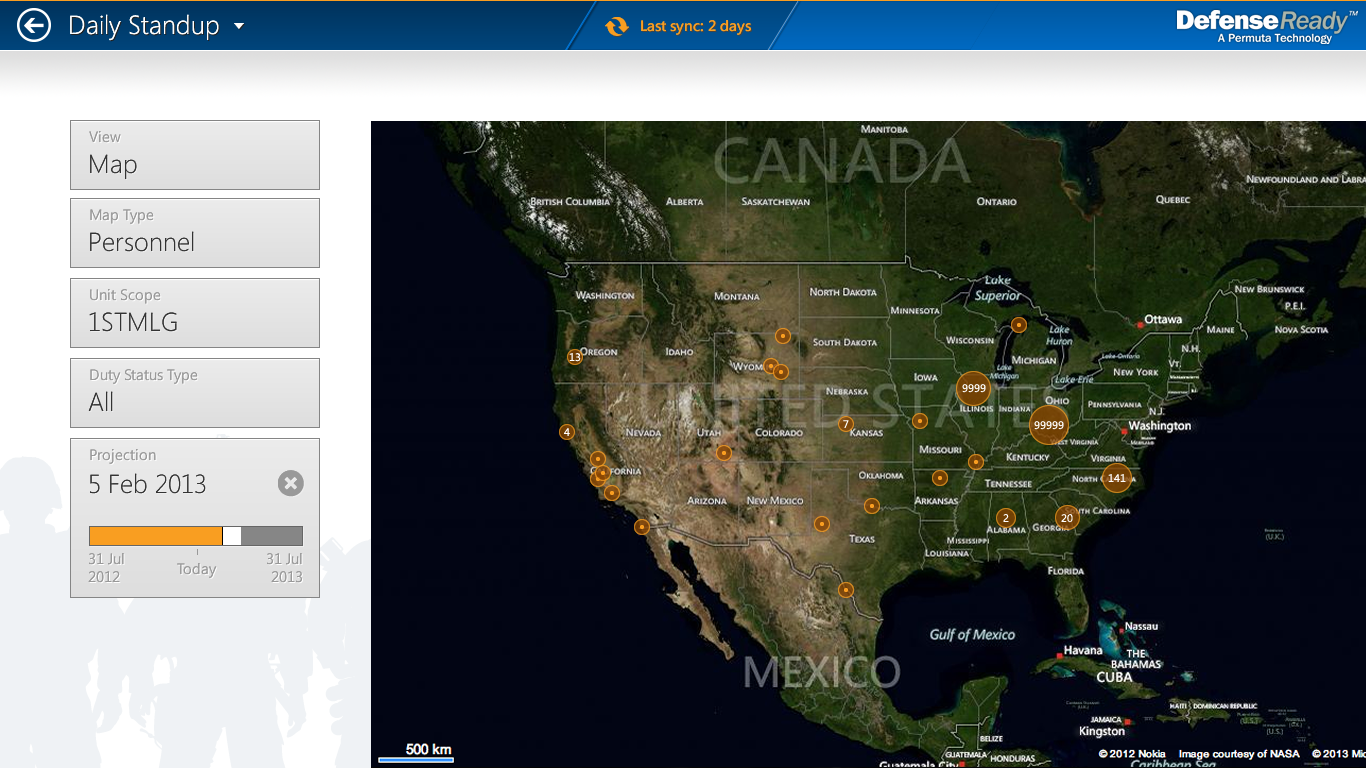 Daily Standup
Last sync: 2 days
DefenseReady™
A Permuta Technology
View
Map
Map Type
Personnel
Unit Scope
1STMLG
Duty Status Type
All
Projection
5 Feb 2013
31 Jul
2012
Today
31 Jul
2013
MANITOBA
CANADA
NEWFOUNDLAND AND LABRA
BRITISH COLUMBIA
ALBERTA
SASKATCHEWAN
ONTARIO
QUEBEC
Lake
Superior
NEW BRUNSWICK
P.E.I.
WASHINGTON
MONTANA
NORTH DAKOTA
MINNESOTA
Ottawa
MAINE
NOVA SCOTIA
Lake
Huron
WISCONSIN
SOUTH DAKOTA
13
OREGON
IDAHO
MICHIGAN
Lake Ontario
N.H.
VT.
WYOM
Lake
Michigan
NEW YORK
IOWA
Lake Erie
NEBRASKA
9999
UNITED STATES
ILLINOIS
INDIANA
OHIO
PENNSYLVANIA
N.J.
4
NEVADA
UTAH
COLORADO
7
KANSAS
99999
Washington
MARYLAND
MISSOURI
WEST VIRGINIA
KENTUCKY
VIRGINIA
CALIFORNIA
OKLAHOMA
TENNESSEE
NORTH C
141
ARIZONA
NEW MEXICO
ARKANSAS
SOUTH CAROLINA
2
20
ALABAMA
GEORGIA
TEXAS
MISSISSIPPI
LOUISIANA
(U.K.)
FLORIDA
Gulf of Mexico
Nassau
Havana
THE
BAHAMAS
MEXICO
CUBA
HAITI
DOMINICAN REPUBLIC
JAMAICA
Kingston
(U.S.)
BELIZE
500 km
GUATEMALA
HONDURAS
Guatemala City
Caribbean Sea
© 2012 Nokia
Image courtesy of NASA
© 2013 Mic